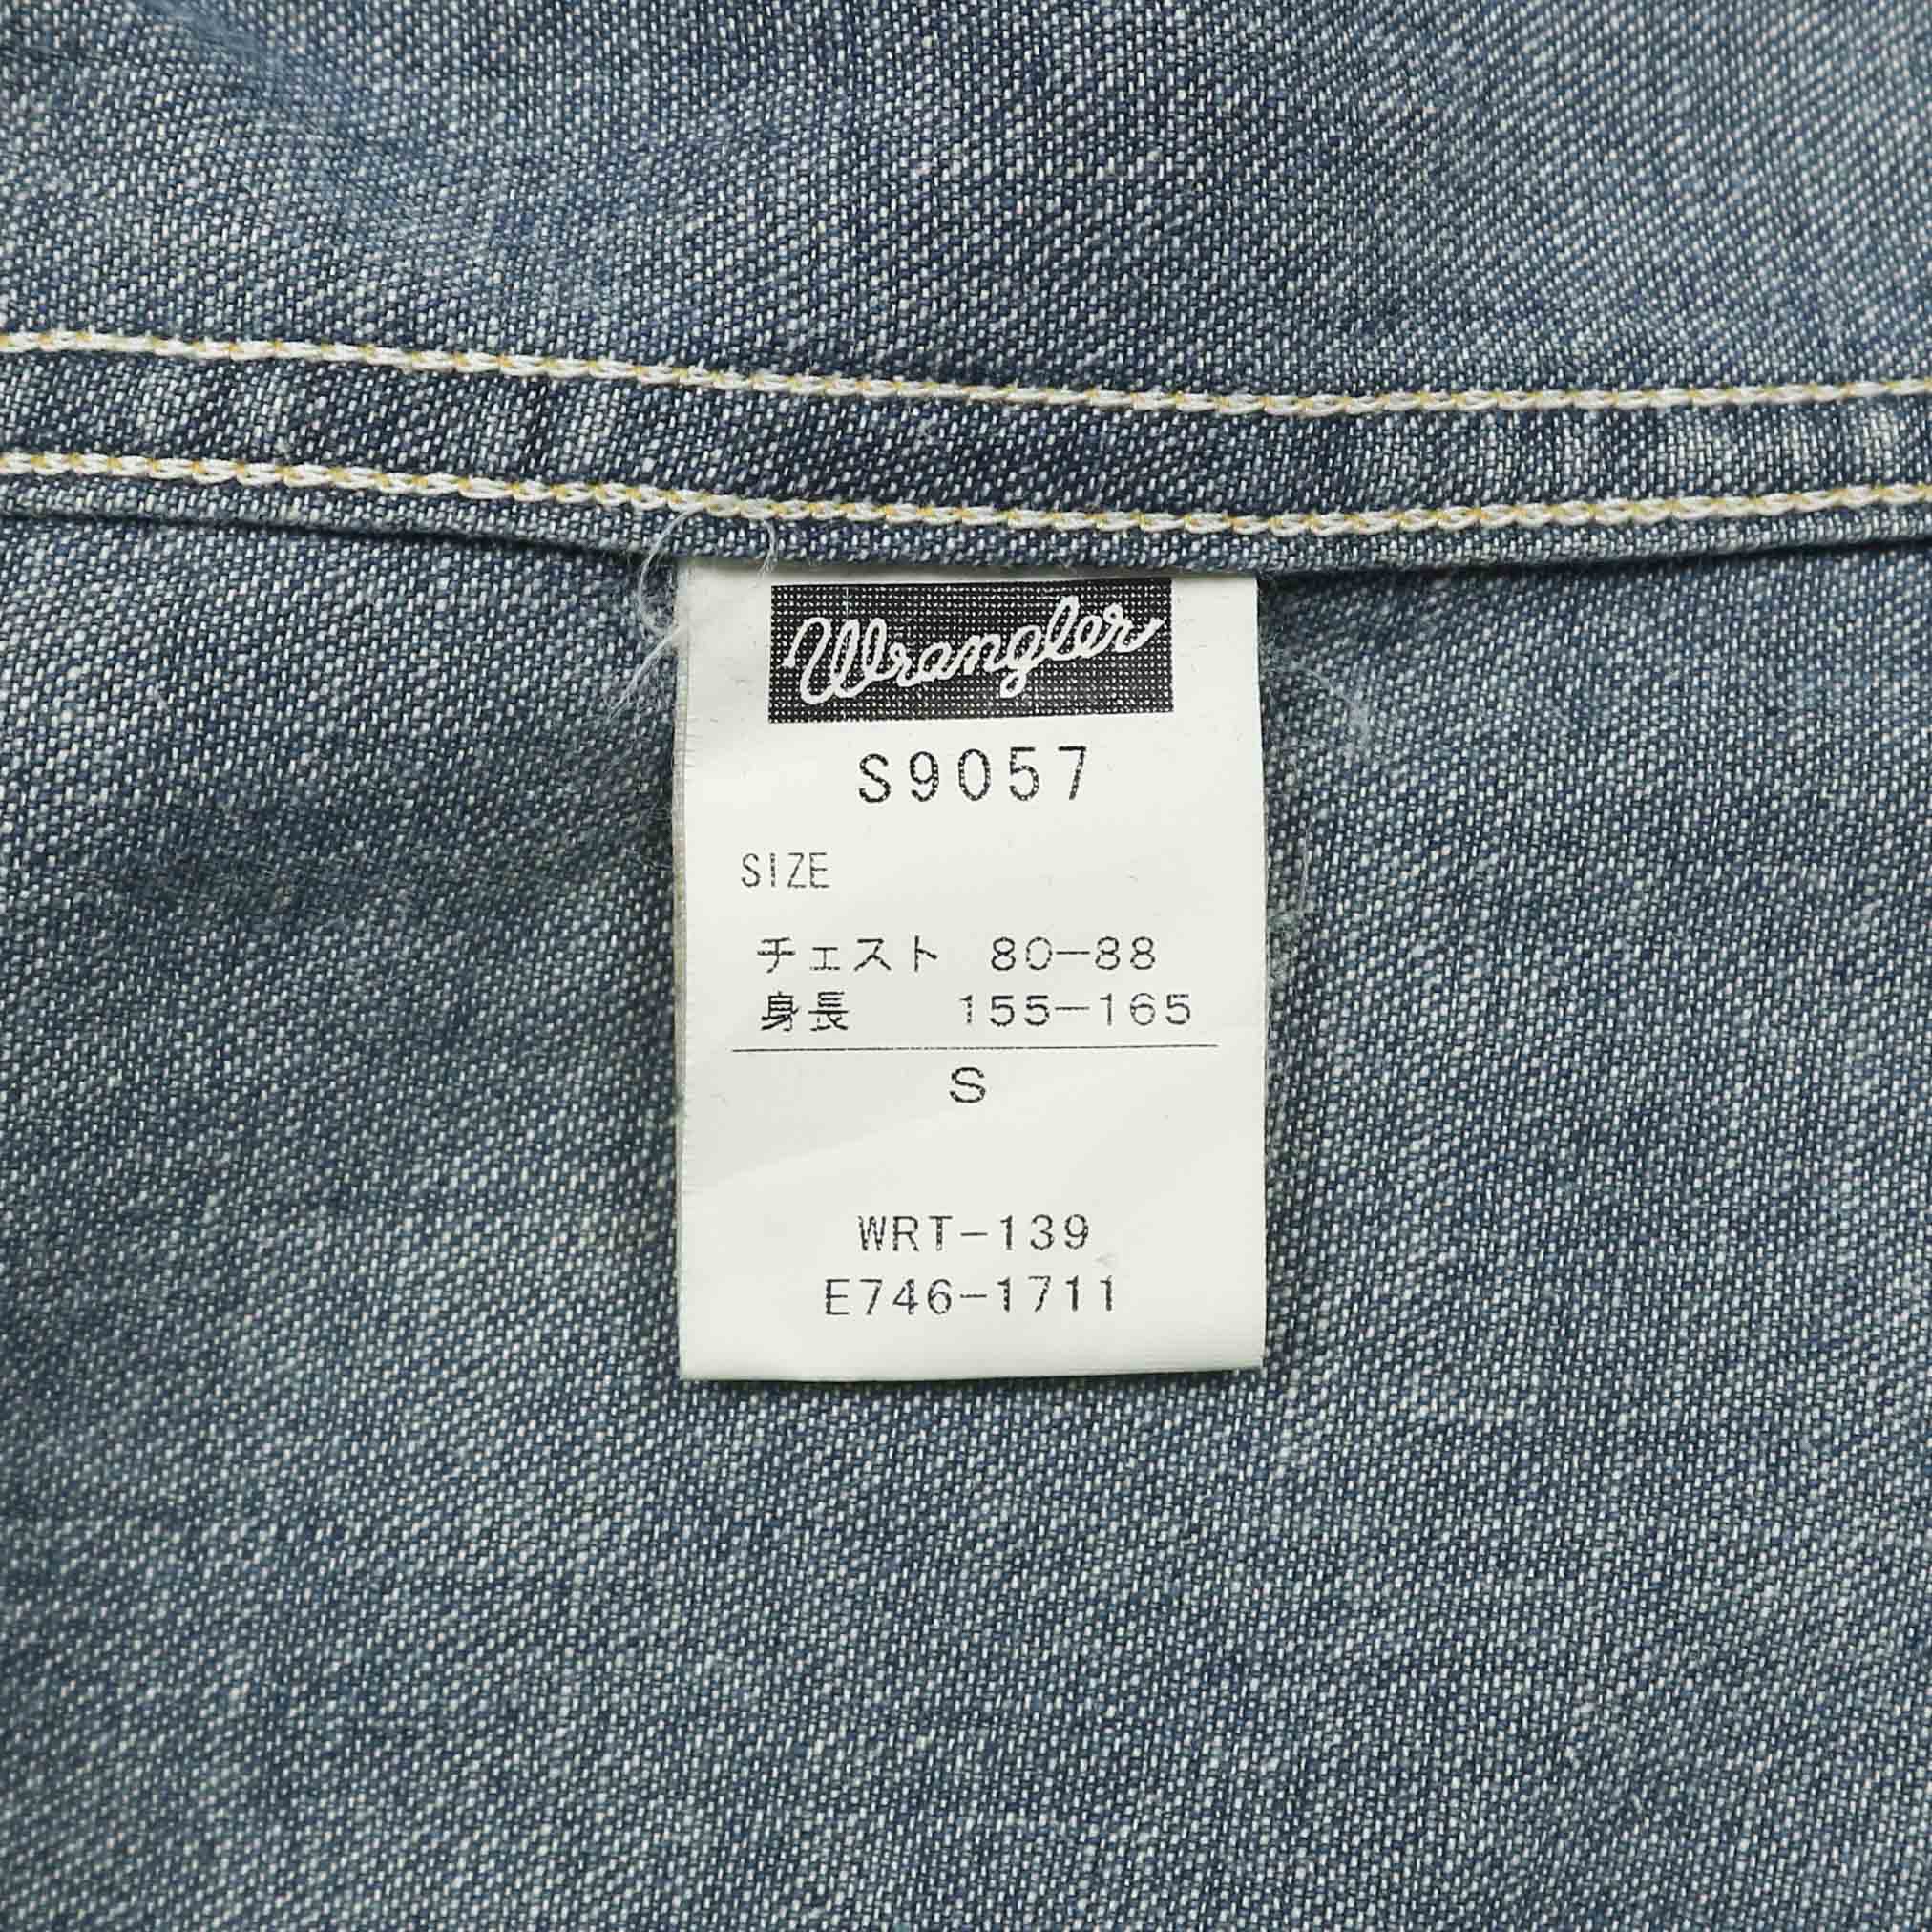 Wrangler
S9057
SIZE
チェスト 80-88
身長 155-165
S
WRT-139
E746-1711